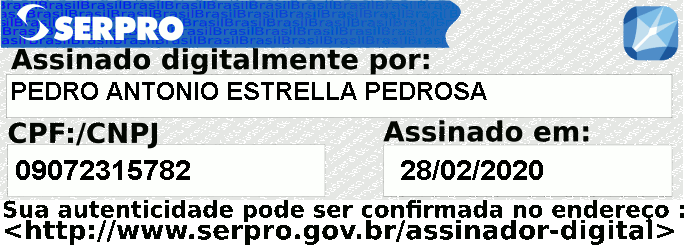 SERPRO
Assinado digitalmente por:
PEDRO ANTONIO ESTRELLA PEDROSA
CPF:/CNPJ
Assinado em:
09072315782
28/02/2020
Sua autenticidade pode ser confirmada no endereço :
<http://www.serpro.gov.br/assinador-digital>